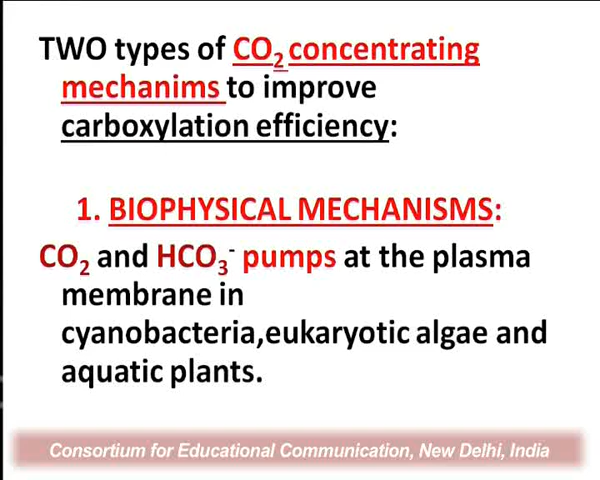 TWO types of CO₂ concentrating
mechanims to improve
carboxylation efficiency:
1. BIOPHYSICAL MECHANISMS:
CO₂ and HCO₃⁻ pumps at the plasma
membrane in
cyanobacteria,eukaryotic algae and
aquatic plants.
Consortium for Educational Communication, New Delhi, India